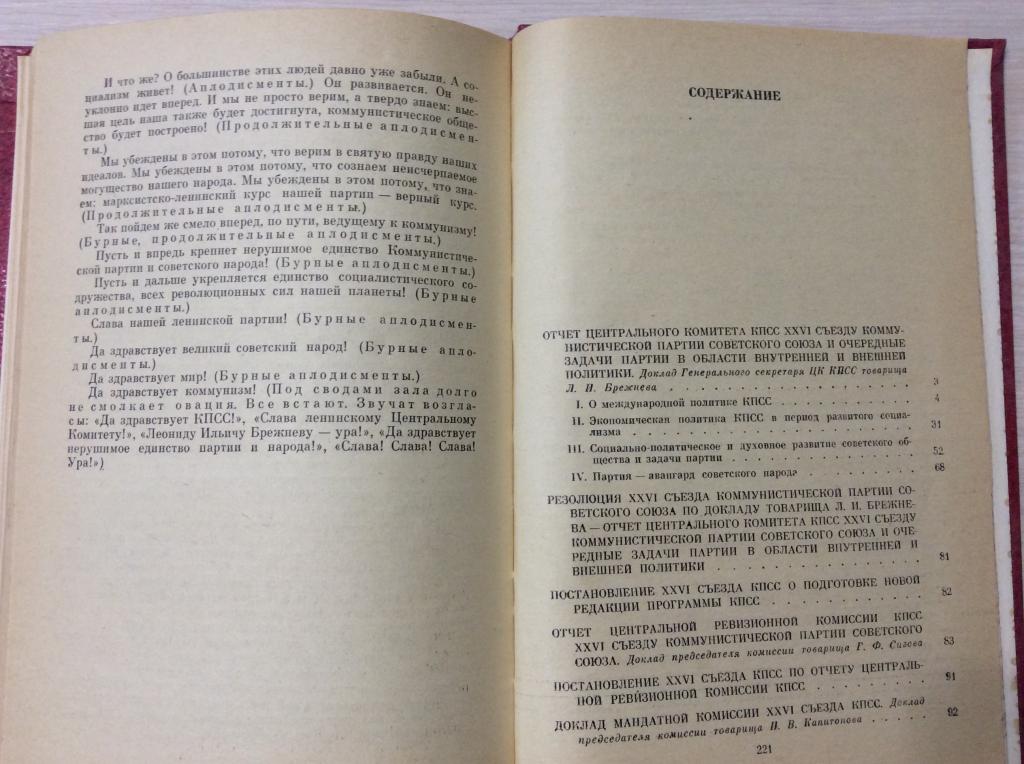 И что же? О большинстве этих людей давно уже забыли. А со-
циализм живет! (Аплодисменты.) Он развивается. Он не-
уклонно идет вперед. И мы не просто верим, а твердо знаем: выс-
шая цель наша также будет достигнута, коммунистическое обще-
ство будет построено! (Продолжительные аплодисмен-
ты.)
Мы убеждены в этом потому, что верим в святую правду наших
идеалов. Мы убеждены в этом потому, что сознаем неисчерпаемое
могущество нашего народа. Мы убеждены в этом потому, что зна-
ем: марксистско-ленинский курс нашей партии — верный курс.
(Продолжительные аплодисменты.)
Так пойдем же смело вперед, по пути, ведущему к коммунизму!
(Бурные, продолжительные аплодисменты.)
Пусть и впредь крепнет нерушимое единство Коммунистиче-
ской партии и советского народа! (Бурные аплодисменты.)
Пусть и дальше укрепляется единство социалистического со-
дружества, всех революционных сил нашей планеты! (Бурные
аплодисменты.)
Слава нашей ленинской партии! (Бурные аплодисмен-
ты.)
Да здравствует великий советский народ! (Бурные апло-
дисменты.)
Да здравствует мир! (Бурные аплодисменты.)
Да здравствует коммунизм! (Под сводами зала долго
не смолкает овация. Все встают. Звучат возгла-
сы: «Да здравствует КПСС!», «Слава ленинскому Центральному
Комитету!», «Леониду Ильичу Брежневу — ура!», «Да здравствует
нерушимое единство партии и народа!», «Слава! Слава! Слава!
Ура!»)
СОДЕРЖАНИЕ
ОТЧЕТ ЦЕНТРАЛЬНОГО КОМИТЕТА КПСС XXVI СЪЕЗДУ КОММУ-
НИСТИЧЕСКОЙ ПАРТИИ СОВЕТСКОГО СОЮЗА И ОЧЕРЕДНЫЕ
ЗАДАЧИ ПАРТИИ В ОБЛАСТИ ВНУТРЕННЕЙ И ВНЕШНЕЙ
ПОЛИТИКИ. Доклад Генерального секретаря ЦК КПСС товарища
Л. И. Брежнева . . . . . . . . . . . . . 3
I. О международной политике КПСС . . . . . . . . . 4
II. Экономическая политика КПСС в период развитого социа-
лизма . . . . . . . . . . . . . . . . 31
III. Социально-политическое и духовное развитие советского об-
щества и задачи партии . . . . . . . . . . . 52
IV. Партия — авангард советского народа . . . . . . . 68
РЕЗОЛЮЦИЯ XXVI СЪЕЗДА КОММУНИСТИЧЕСКОЙ ПАРТИИ СО-
ВЕТСКОГО СОЮЗА ПО ДОКЛАДУ ТОВАРИЩА Л. И. БРЕЖНЕ-
ВА — ОТЧЕТ ЦЕНТРАЛЬНОГО КОМИТЕТА КПСС XXVI СЪЕЗДУ
КОММУНИСТИЧЕСКОЙ ПАРТИИ СОВЕТСКОГО СОЮЗА И ОЧЕ-
РЕДНЫЕ ЗАДАЧИ ПАРТИИ В ОБЛАСТИ ВНУТРЕННЕЙ И
ВНЕШНЕЙ ПОЛИТИКИ . . . . . . . . . . . . 81
ПОСТАНОВЛЕНИЕ XXVI СЪЕЗДА КПСС О ПОДГОТОВКЕ НОВОЙ
РЕДАКЦИИ ПРОГРАММЫ КПСС . . . . . . . . . . 82
ОТЧЕТ ЦЕНТРАЛЬНОЙ РЕВИЗИОННОЙ КОМИССИИ КПСС
XXVI СЪЕЗДУ КОММУНИСТИЧЕСКОЙ ПАРТИИ СОВЕТСКОГО
СОЮЗА. Доклад председателя комиссии товарища Г. Ф. Сизова 83
ПОСТАНОВЛЕНИЕ XXVI СЪЕЗДА КПСС ПО ОТЧЕТУ ЦЕНТРАЛЬ-
НОЙ РЕВИЗИОННОЙ КОМИССИИ КПСС . . . . . . . 91
ДОКЛАД МАНДАТНОЙ КОМИССИИ XXVI СЪЕЗДА КПСС. Доклад
председателя комиссии товарища И. В. Капитонова . . . . . 92
221